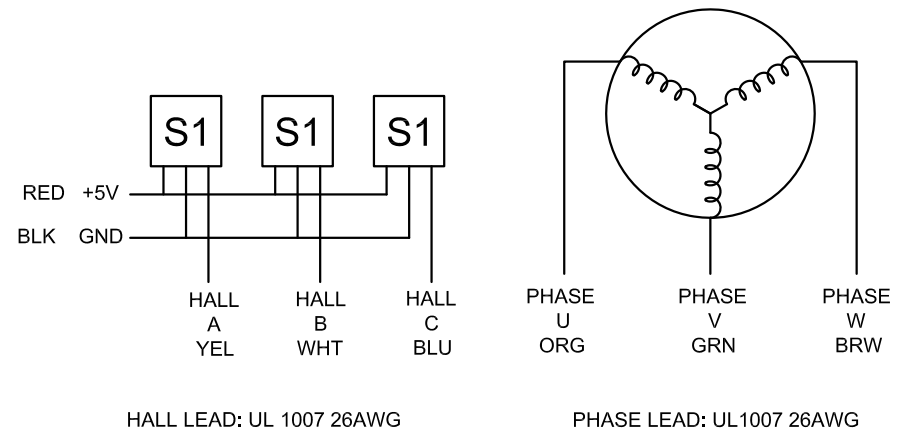 S1 S1 S1
RED +5V
BLK GND
HALL
A
YEL
HALL
B
WHT
HALL
C
BLU
PHASE
U
ORG
PHASE
V
GRN
PHASE
W
BRW
HALL LEAD: UL 1007 26AWG
PHASE LEAD: UL1007 26AWG